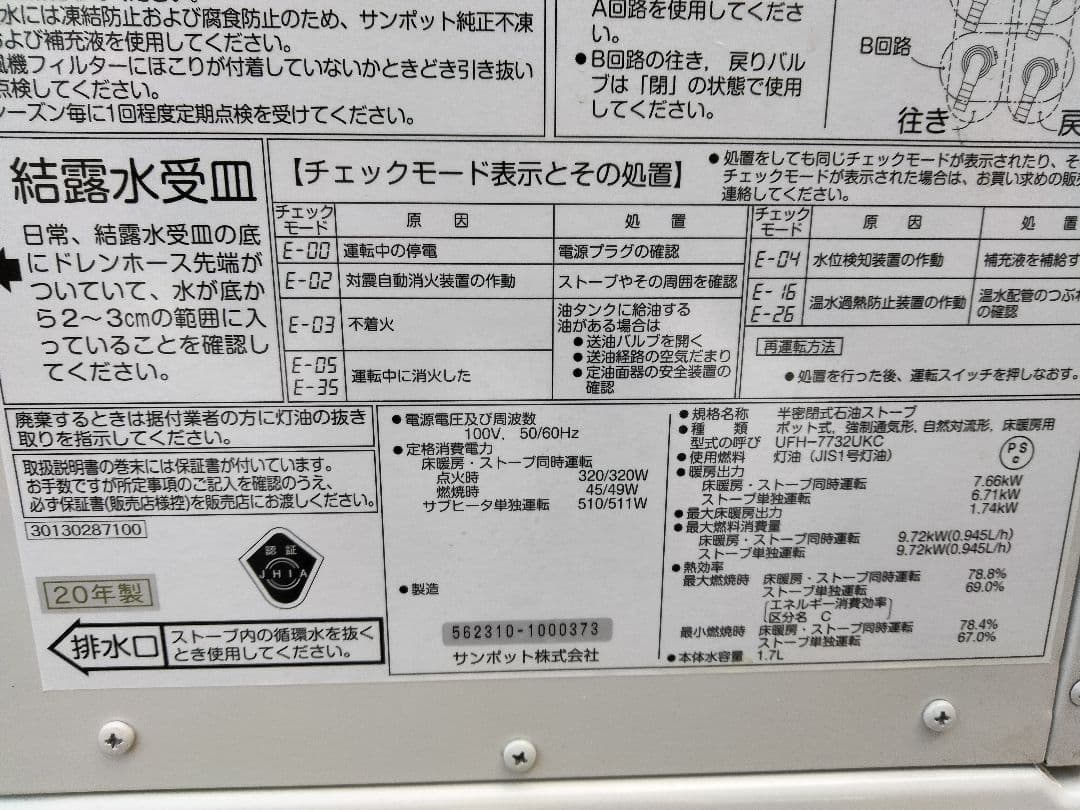 水には凍結防止および腐食防止のため、サンポット純正不凍
および補充液を使用してください。
風機フィルターにほこりが付着していないかときどき引き抜い
点検してください。
シーズン毎に1回程度定期点検を受けてください。
A回路を使用してくださ
い。
●B回路の往き，戻りバル
ブは「閉」の状態で使用
してください。
B回路
往き
戻
結露水受皿
日常、結露水受皿の底
にドレンホース先端が
ついていて、水が底か
ら2～3cmの範囲に入
っていることを確認し
てください。
【チェックモード表示とその処置】
●処置をしても同じチェックモードが表示されたり、そ
チェックモードが表示された場合は、お買い求めの販
連絡してください。
チェックモード 原因 処置
E-00 運転中の停電 電源プラグの確認
E-02 対震自動消火装置の作動 ストーブやその周囲を確認
E-03 不着火
E-05
E-35 運転中に消火した
油タンクに給油する
油がある場合は
●送油バルブを開く
●送油経路の空気だまり
●定油面器の安全装置の
確認
チェックモード 原因 処置
E-04 水位検知装置の作動 補充液を補給す
E-16
E-26 温水過熱防止装置の作動 温水配管のつぶれ
の確認
再運転方法
●処置を行った後、運転スイッチを押しなおす。
廃棄するときは据付業者の方に灯油の抜き
取りを指示してください。
取扱説明書の巻末には保証書が付いています。
お手数ですが所定事項のご記入を確認のうえ、
必ず保証書(販売店様控)を販売店にお渡しください。
30130287100
認証
JHIA
20年製
排水口
ストーブ内の循環水を抜く
とき使用してください。
●電源電圧及び周波数
100V，50/60Hz
●定格消費電力
床暖房・ストーブ同時運転
点火時 320/320W
燃焼時 45/49W
サブヒータ単独運転 510/511W
●製造
562310-1000373
サンポット株式会社
●規格名称 半密閉式石油ストーブ
●種類 ポット式，強制通気形，自然対流形，床暖房用
型式の呼び UFH-7732UKC
●使用燃料 灯油（JIS1号灯油）
PS
C
●暖房出力
床暖房・ストーブ同時運転 7.66kW
ストーブ単独運転 6.71kW
●最大床暖房出力 1.74kW
●最大燃料消費量
床暖房・ストーブ同時運転 9.72kW(0.945L/h)
ストーブ単独運転 9.72kW(0.945L/h)
●熱効率
最大燃焼時 床暖房・ストーブ同時運転 78.8%
ストーブ単独運転 69.0%
エネルギー消費効率
区分名 C
最小燃焼時 床暖房・ストーブ同時運転 78.4%
ストーブ単独運転 67.0%
●本体水容量 1.7L